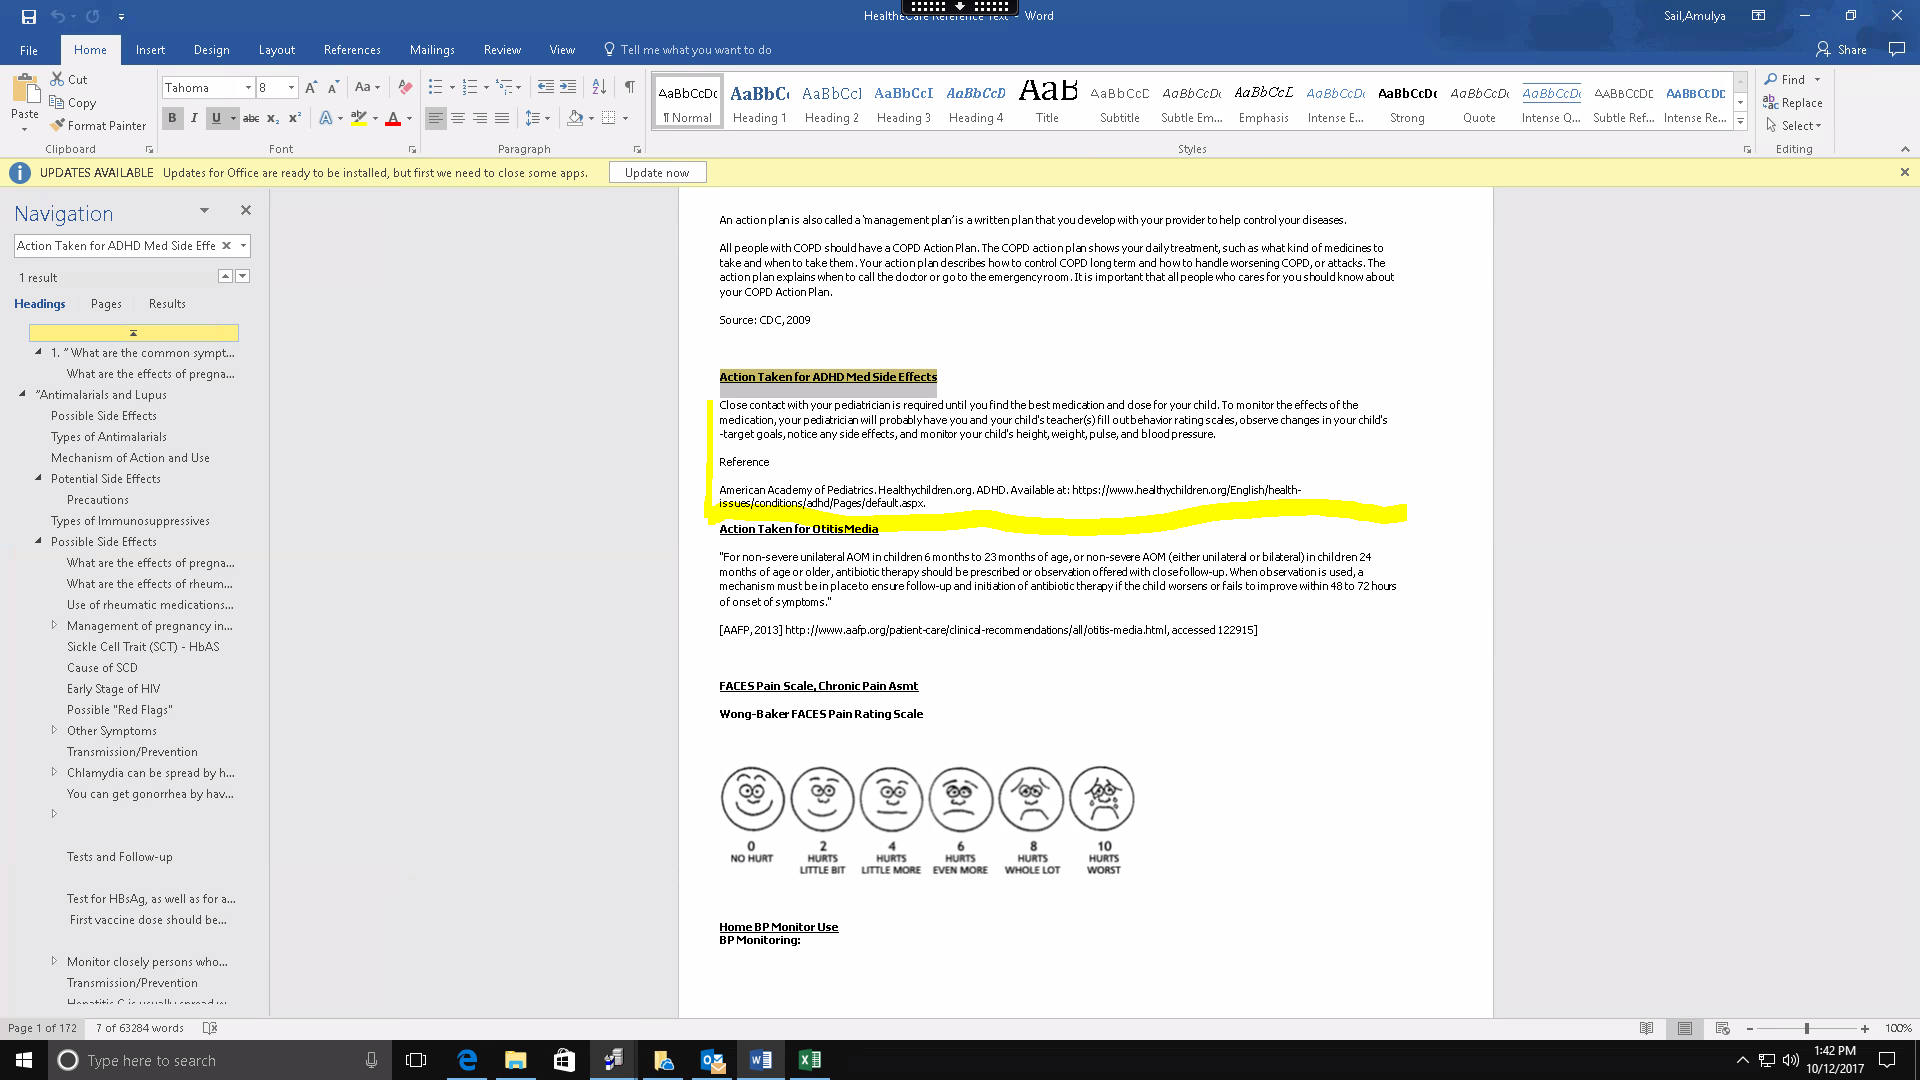 HealtheCare Reference Text - Word
Sail,Amulya
File Home Insert Design Layout References Mailings Review View Tell me what you want to do Share
Paste
Cut
Copy
Format Painter
Clipboard
Tahoma 8
Font
Paragraph
AaBbCcDc AaBbC AaBbCcI AaBbCcI AaBbCcD AaB AaBbCcD AaBbCcDc AaBbCcL AaBbCcDc AaBbCcDc AaBbCcDc AaBbCcDc AABBCCDC AABBCCDC
¶ Normal Heading 1 Heading 2 Heading 3 Heading 4 Title Subtitle Subtle Em... Emphasis Intense E... Strong Quote Intense Q... Subtle Ref... Intense Re...
Styles
Find
Replace
Select
Editing
UPDATES AVAILABLE Updates for Office are ready to be installed, but first we need to close some apps. Update now
Navigation
Action Taken for ADHD Med Side Effe
1 result
Headings Pages Results
1. " What are the common sympt...
What are the effects of pregna...
"Antimalarials and Lupus
Possible Side Effects
Types of Antimalarials
Mechanism of Action and Use
Potential Side Effects
Precautions
Types of Immunosuppressives
Possible Side Effects
What are the effects of pregna...
What are the effects of rheum...
Use of rheumatic medications...
Management of pregnancy in...
Sickle Cell Trait (SCT) - HbAS
Cause of SCD
Early Stage of HIV
Possible "Red Flags"
Other Symptoms
Transmission/Prevention
Chlamydia can be spread by h...
You can get gonorrhea by hav...
Tests and Follow-up
Test for HBsAg, as well as for a...
First vaccine dose should be...
Monitor closely persons who...
Transmission/Prevention
Hepatitis C is usually spread w
An action plan is also called a 'management plan' is a written plan that you develop with your provider to help control your diseases.
All people with COPD should have a COPD Action Plan. The COPD action plan shows your daily treatment, such as what kind of medicines to
take and when to take them. Your action plan describes how to control COPD long term and how to handle worsening COPD, or attacks. The
action plan explains when to call the doctor or go to the emergency room. It is important that all people who cares for you should know about
your COPD Action Plan.
Source: CDC, 2009
Action Taken for ADHD Med Side Effects
Close contact with your pediatrician is required until you find the best medication and dose for your child. To monitor the effects of the
medication, your pediatrician will probably have you and your child's teacher(s) fill out behavior rating scales, observe changes in your child's
-target goals, notice any side effects, and monitor your child's height, weight, pulse, and blood pressure.
Reference
American Academy of Pediatrics. Healthychildren.org. ADHD. Available at: https://www.healthychildren.org/English/health-
issues/conditions/adhd/Pages/default.aspx.
Action Taken for Otitis Media
"For non-severe unilateral AOM in children 6 months to 23 months of age, or non-severe AOM (either unilateral or bilateral) in children 24
months of age or older, antibiotic therapy should be prescribed or observation offered with close follow-up. When observation is used, a
mechanism must be in place to ensure follow-up and initiation of antibiotic therapy if the child worsens or fails to improve within 48 to 72 hours
of onset of symptoms."
[AAFP, 2013] http://www.aafp.org/patient-care/clinical-recommendations/all/otitis-media.html, accessed 122915]
FACES Pain Scale, Chronic Pain Asmt
Wong-Baker FACES Pain Rating Scale
0 2 4 6 8 10
NO HURT HURTS HURTS HURTS HURTS HURTS
LITTLE BIT LITTLE MORE EVEN MORE WHOLE LOT WORST
Home BP Monitor Use
BP Monitoring:
Page 1 of 172 7 of 63284 words 100%
Type here to search
1:42 PM
10/12/2017